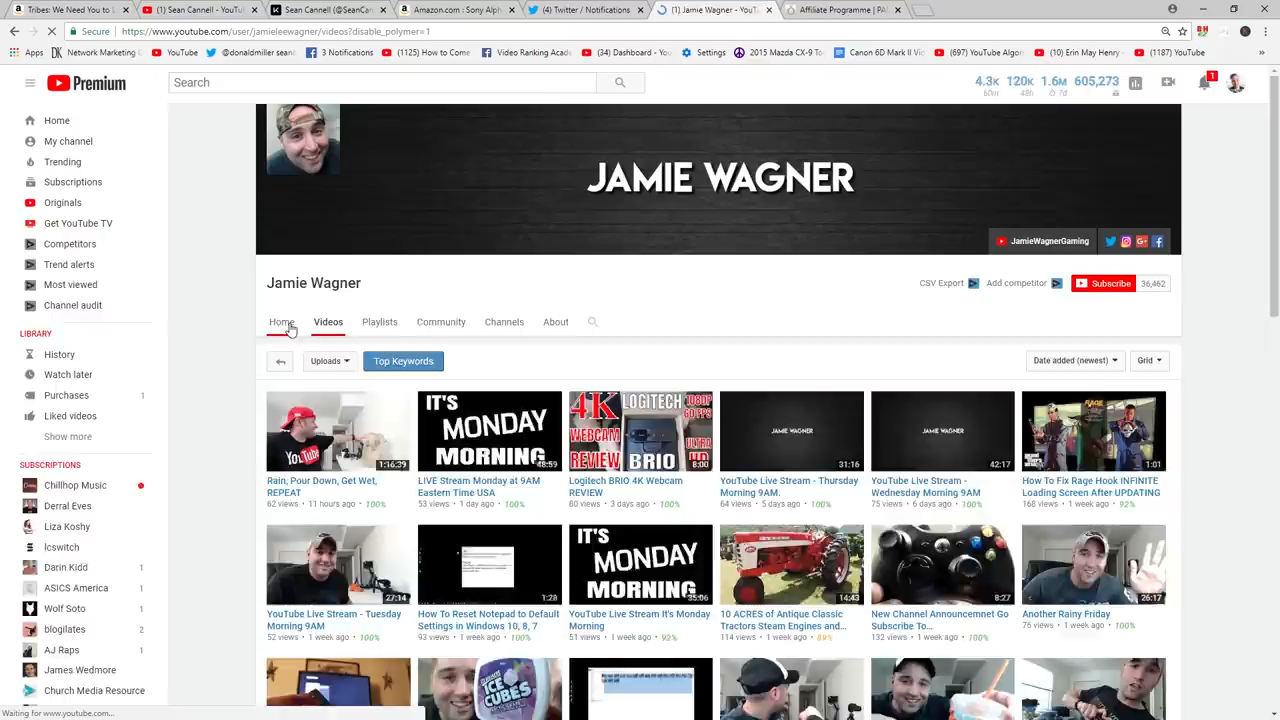 Tribes: We Need You to L
(1) Sean Cannell - YouT
Sean Cannell (@SeanCan
Amazon.com : Sony Alph
(4) Twitter / Notifications
(1) Jamie Wagner - YouT
Affiliate Programme | PA
Secure https://www.youtube.com/user/jamieleewagner/videos?disable_polymer=1
Apps Network Marketing YouTube @donaldmiller sean 3 Notifications (1125) How to Come Video Ranking Acade (34) Dashboard - You Settings 2015 Mazda CX-9 To Canon 6D Mark II Vi (697) YouTube Algor (10) Erin May Henry (1187) YouTube
Premium
Search
4.3K 120K 1.6M 605,273
60m 48h 7d
1
Home
My channel
Trending
Subscriptions
Originals
Get YouTube TV
Competitors
Trend alerts
Most viewed
Channel audit
LIBRARY
History
Watch later
Purchases 1
Liked videos
Show more
SUBSCRIPTIONS
Chillhop Music
Derral Eves
Liza Koshy
lcswitch
Darin Kidd 1
ASICS America 1
Wolf Soto 1
blogilates 2
AJ Raps 1
James Wedmore
Church Media Resource
Waiting for www.youtube.com...
JAMIE WAGNER
JamieWagnerGaming
Jamie Wagner
CSV Export Add competitor Subscribe 36,462
Home Videos Playlists Community Channels About
Uploads Top Keywords Date added (newest) Grid
YouTube
1:16:39
IT'S
MONDAY
MORNING
48:59
4K LOGITECH 1080P
60 FPS
WEBCAM
REVIEW
ULTRA
HD
BRIO
8:00
JAMIE WAGNER
31:16
JAMIE WAGNER
42:17
RAGE
1:01
Rain, Pour Down, Get Wet,
REPEAT
62 views • 11 hours ago • 100%
LIVE Stream Monday at 9AM
Eastern Time USA
53 views • 1 day ago • 100%
Logitech BRIO 4K Webcam
REVIEW
80 views • 3 days ago • 100%
YouTube Live Stream - Thursday
Morning 9AM.
64 views • 5 days ago • 100%
YouTube Live Stream -
Wednesday Morning 9AM
75 views • 6 days ago • 100%
How To Fix Rage Hook INFINITE
Loading Screen After UPDATING
168 views • 1 week ago • 92%
27:14
1:28
IT'S
MONDAY
MORNING
35:06
14:43
8:27
26:17
YouTube Live Stream - Tuesday
Morning 9AM
52 views • 1 week ago • 100%
How To Reset Notepad to Default
Settings in Windows 10, 8, 7
93 views • 1 week ago • 100%
YouTube Live Stream It's Monday
Morning
51 views • 1 week ago • 92%
10 ACRES of Antique Classic
Tractors Steam Engines and...
114 views • 1 week ago • 89%
New Channel Announcemnet Go
Subscribe To...
132 views • 1 week ago • 100%
Another Rainy Friday
76 views • 1 week ago • 100%
ICE
CUBES